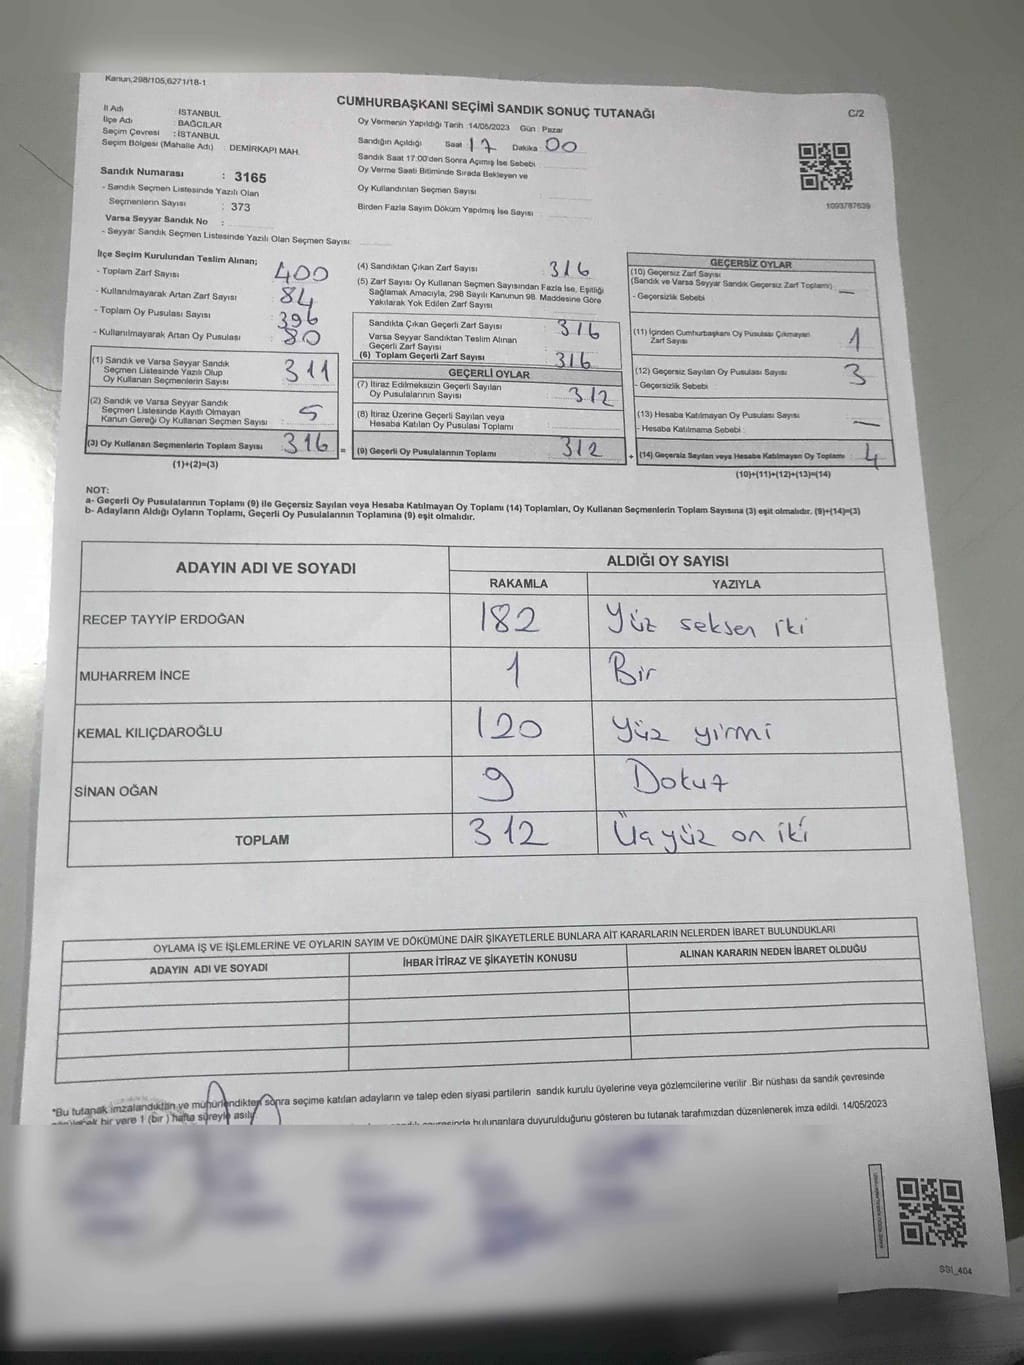 Kanun,298/105,6271/18-1
CUMHURBAŞKANI SEÇİMİ SANDIK SONUÇ TUTANAĞI
C/2
İl Adı : İSTANBUL
İlçe Adı : BAĞCILAR
Seçim Çevresi : İSTANBUL
Seçim Bölgesi (Mahalle Adı) : DEMİRKAPI MAH.
Sandık Numarası : 3165
- Sandık Seçmen Listesinde Yazılı Olan
Seçmenlerin Sayısı : 373
Varsa Seyyar Sandık No :
- Seyyar Sandık Seçmen Listesinde Yazılı Olan Seçmen Sayısı:
Oy Vermenin Yapıldığı Tarih :14/05/2023 Gün : Pazar
Sandığın Açıldığı Saat :17 Dakika :00
Sandık Saat 17:00'den Sonra Açımış İse Sebebi :
Oy Verme Saati Bitiminde Sırada Bekleyen ve
Oy Kullandırılan Seçmen Sayısı :
Birden Fazla Sayım Döküm Yapılmış İse Sayısı :
1093787639
İlçe Seçim Kurulundan Teslim Alınan;
- Toplam Zarf Sayısı : 400
- Kullanılmayarak Artan Zarf Sayısı : 84
- Toplam Oy Pusulası Sayısı : 396
- Kullanılmayarak Artan Oy Pusulası : 80
(1) Sandık ve Varsa Seyyar Sandık
Seçmen Listesinde Yazılı Olup
Oy Kullanan Seçmenlerin Sayısı : 311
(2) Sandık ve Varsa Seyyar Sandık
Seçmen Listesinde Kayıtlı Olmayan
Kanun Gereği Oy Kullanan Seçmen Sayısı : 5
(3) Oy Kullanan Seçmenlerin Toplam Sayısı : 316 =
(1)+(2)=(3)
(4) Sandıktan Çıkan Zarf Sayısı : 316
(5) Zarf Sayısı Oy Kullanan Seçmen Sayısından Fazla İse, Eşitliği
Sağlamak Amacıyla, 298 Sayılı Kanunun 98. Maddesine Göre
Yakılarak Yok Edilen Zarf Sayısı :
Sandıkta Çıkan Geçerli Zarf Sayısı : 316
Varsa Seyyar Sandıktan Teslim Alınan
Geçerli Zarf Sayısı :
(6) Toplam Geçerli Zarf Sayısı : 316
GEÇERLİ OYLAR
(7) İtiraz Edilmeksizin Geçerli Sayılan
Oy Pusulalarının Sayısı : 312
(8) İtiraz Üzerine Geçerli Sayılan veya
Hesaba Katılan Oy Pusulası Toplamı :
(9) Geçerli Oy Pusulalarının Toplamı : 312 +
GEÇERSİZ OYLAR
(10) Geçersiz Zarf Sayısı
(Sandık ve Varsa Seyyar Sandık Geçersiz Zarf Toplamı) : —
- Geçersizlik Sebebi :
(11) İçinden Cumhurbaşkanı Oy Pusulası Çıkmayan
Zarf Sayısı : 1
(12) Geçersiz Sayılan Oy Pusulası Sayısı : 3
- Geçersizlik Sebebi :
(13) Hesaba Katılmayan Oy Pusulası Sayısı : —
- Hesaba Katılmama Sebebi :
(14) Geçersiz Sayılan veya Hesaba Katılmayan Oy Toplamı : 4
(10)+(11)+(12)+(13)=(14)
NOT:
a- Geçerli Oy Pusulalarının Toplamı (9) ile Geçersiz Sayılan veya Hesaba Katılmayan Oy Toplamı (14) Toplamları, Oy Kullanan Seçmenlerin Toplam Sayısına (3) eşit olmalıdır. (9)+(14)=(3)
b- Adayların Aldığı Oyların Toplamı, Geçerli Oy Pusulalarının Toplamına (9) eşit olmalıdır.
ADAYIN ADI VE SOYADI
ALDIĞI OY SAYISI
RAKAMLA YAZIYLA
RECEP TAYYİP ERDOĞAN 182 Yüz seksen iki
MUHARREM İNCE 1 Bir
KEMAL KILIÇDAROĞLU 120 Yüz yirmi
SİNAN OĞAN 9 Dokuz
TOPLAM 312 Üçyüz on iki
OYLAMA İŞ VE İŞLEMLERİNE VE OYLARIN SAYIM VE DÖKÜMÜNE DAİR ŞİKAYETLERLE BUNLARA AİT KARARLARIN NELERDEN İBARET BULUNDUKLARI
ADAYIN ADI VE SOYADI İHBAR İTİRAZ VE ŞİKAYETİN KONUSU ALINAN KARARIN NEDEN İBARET OLDUĞU
"Bu tutanak imzalandıktan ve mühürlendikten sonra seçime katılan adayların ve talep eden siyasi partilerin sandık kurulu üyelerine veya gözlemcilerine verilir .Bir nüshası da sandık çevresinde
bir yere 1 (bir ) hafta süreyle asılır. bulunanlara duyurulduğunu gösteren bu tutanak tarafımızdan düzenlenerek imza edildi. 14/05/2023
SSI_404